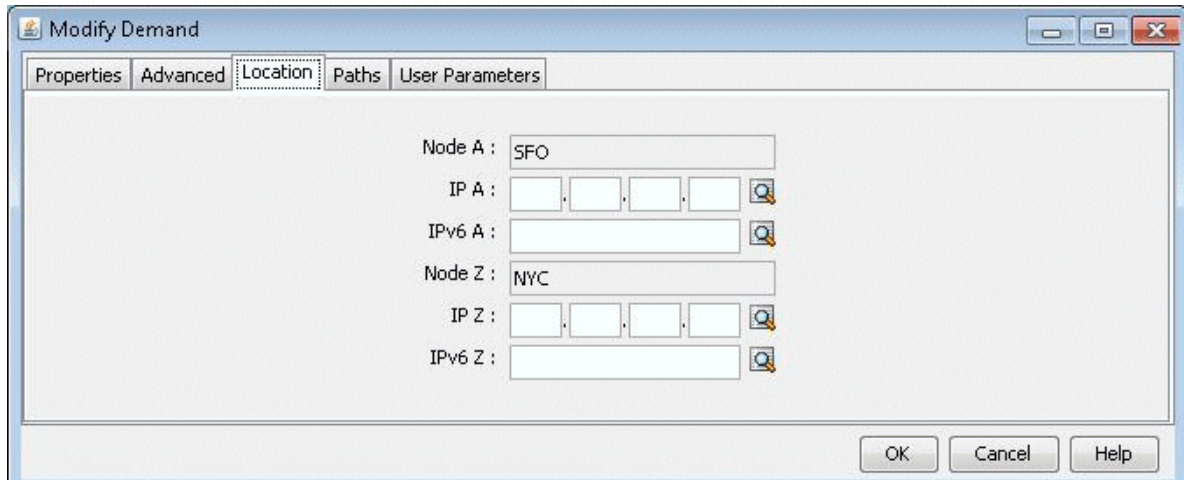 Modify Demand
Properties Advanced Location Paths User Parameters
Node A : SFO
IP A : . . .
IPv6 A :
Node Z : NYC
IP Z : . . .
IPv6 Z :
OK Cancel Help